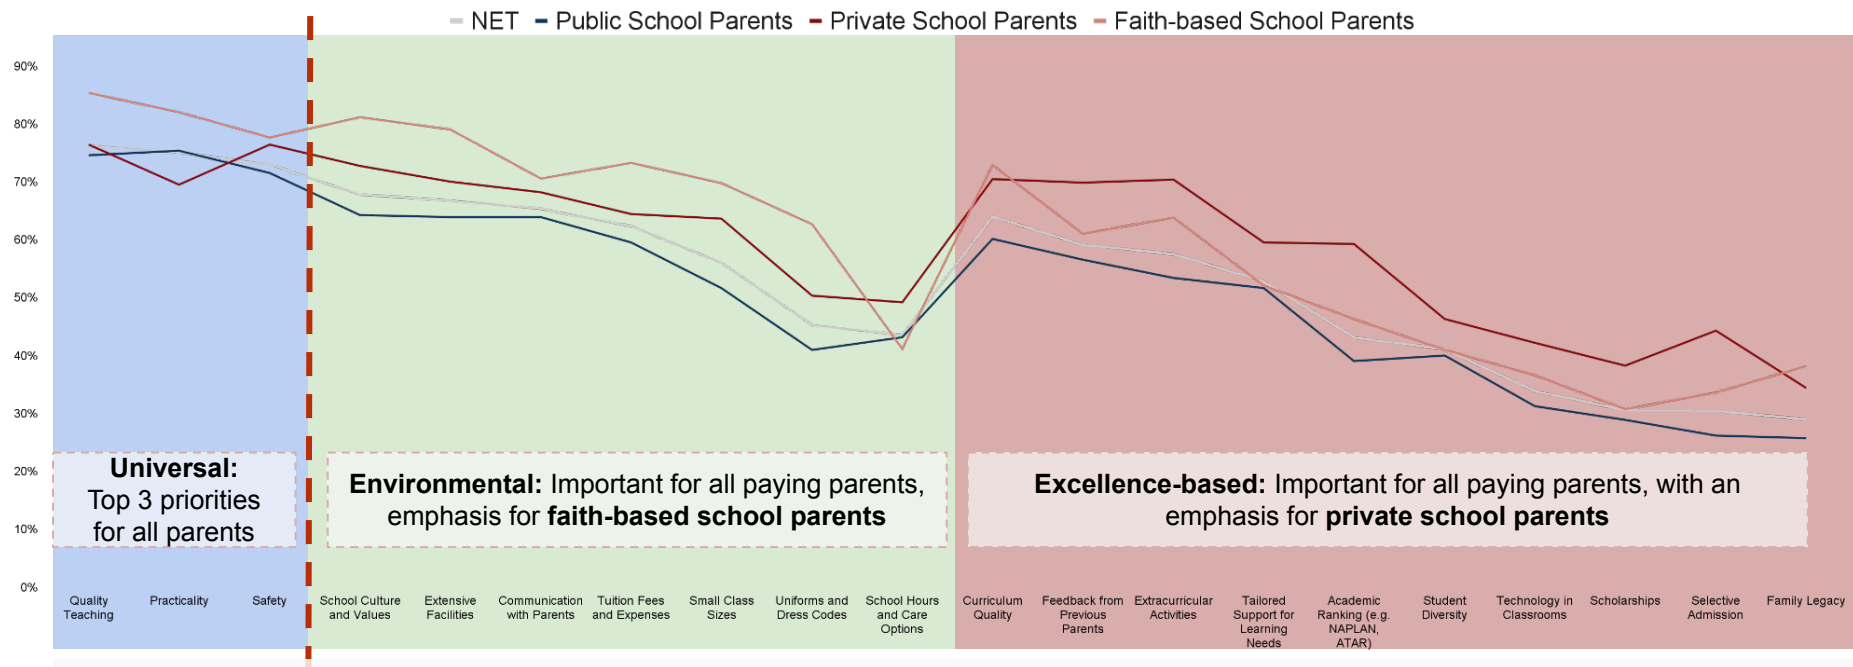 NET Public School Parents Private School Parents Faith-based School Parents
90%
80%
70%
60%
50%
40%
30%
20%
10%
0%
Universal:
Top 3 priorities
for all parents
Environmental: Important for all paying parents,
emphasis for faith-based school parents
Excellence-based: Important for all paying parents, with an
emphasis for private school parents
Quality
Teaching
Practicality
Safety
School Culture
and Values
Extensive
Facilities
Communication
with Parents
Tuition Fees
and Expenses
Small Class
Sizes
Uniforms and
Dress Codes
School Hours
and Care
Options
Curriculum
Quality
Feedback from
Previous
Parents
Extracurricular
Activities
Tailored
Support for
Learning
Needs
Academic
Ranking (e.g.
NAPLAN,
ATAR)
Student
Diversity
Technology in
Classrooms
Scholarships
Selective
Admission
Family Legacy